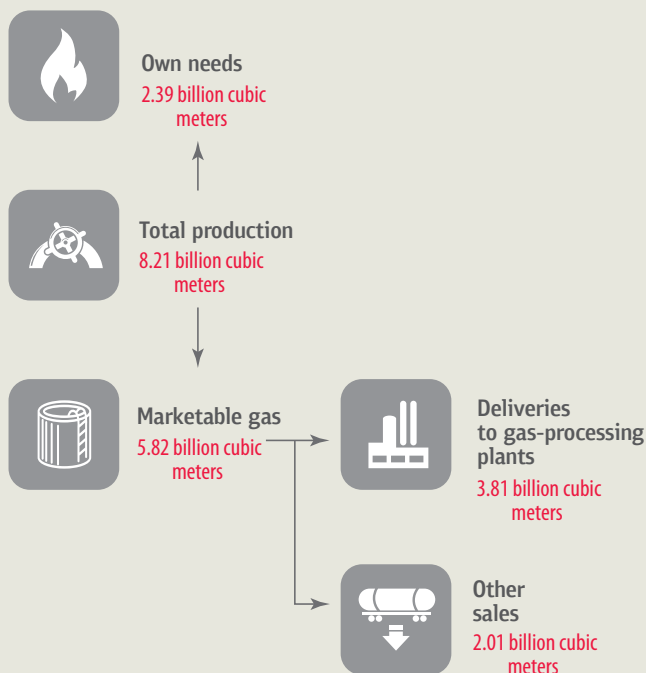 Own needs
2.39 billion cubic
meters
Total production
8.21 billion cubic
meters
Marketable gas
5.82 billion cubic
meters
Deliveries
to gas-processing
plants
3.81 billion cubic
meters
Other
sales
2.01 billion cubic
meters